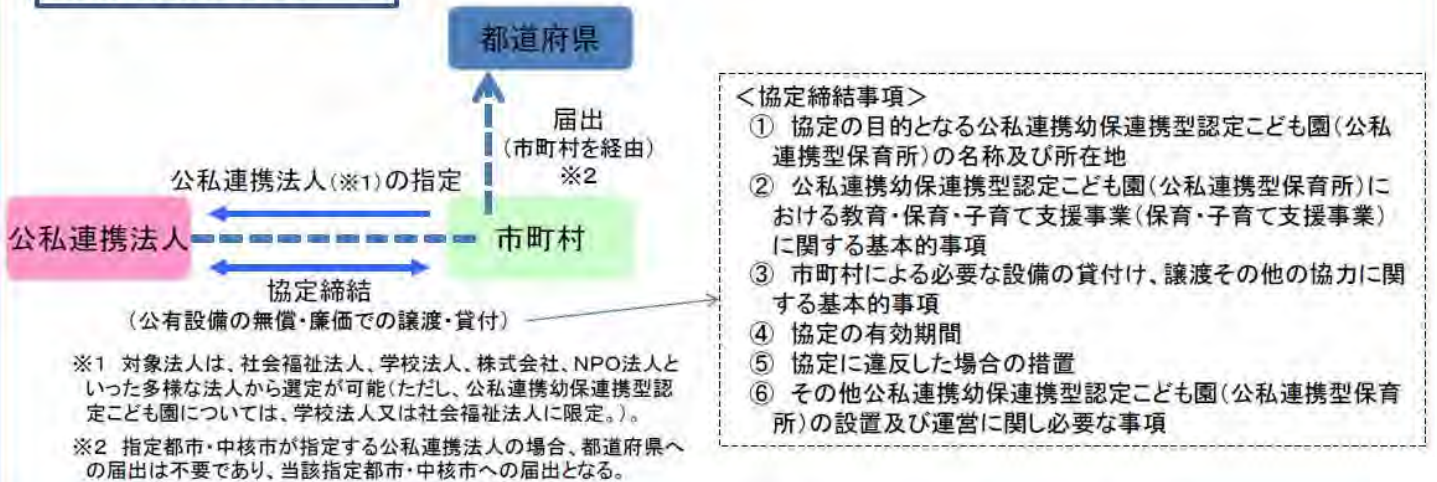 都道府県
届出
(市町村を経由)
※2
公私連携法人(※1)の指定
公私連携法人
市町村
協定締結
(公有設備の無償・廉価での譲渡・貸付)
※1 対象法人は、社会福祉法人、学校法人、株式会社、NPO法人と
いった多様な法人から選定が可能(ただし、公私連携幼保連携型認
定こども園については、学校法人又は社会福祉法人に限定。)。
※2 指定都市・中核市が指定する公私連携法人の場合、都道府県へ
の届出は不要であり、当該指定都市・中核市への届出となる。
<協定締結事項>
① 協定の目的となる公私連携幼保連携型認定こども園(公私
連携型保育所)の名称及び所在地
② 公私連携幼保連携型認定こども園(公私連携型保育所)に
おける教育・保育・子育て支援事業(保育・子育て支援事業)
に関する基本的事項
③ 市町村による必要な設備の貸付け、譲渡その他の協力に関
する基本的事項
④ 協定の有効期間
⑤ 協定に違反した場合の措置
⑥ その他公私連携幼保連携型認定こども園(公私連携型保育
所)の設置及び運営に関し必要な事項